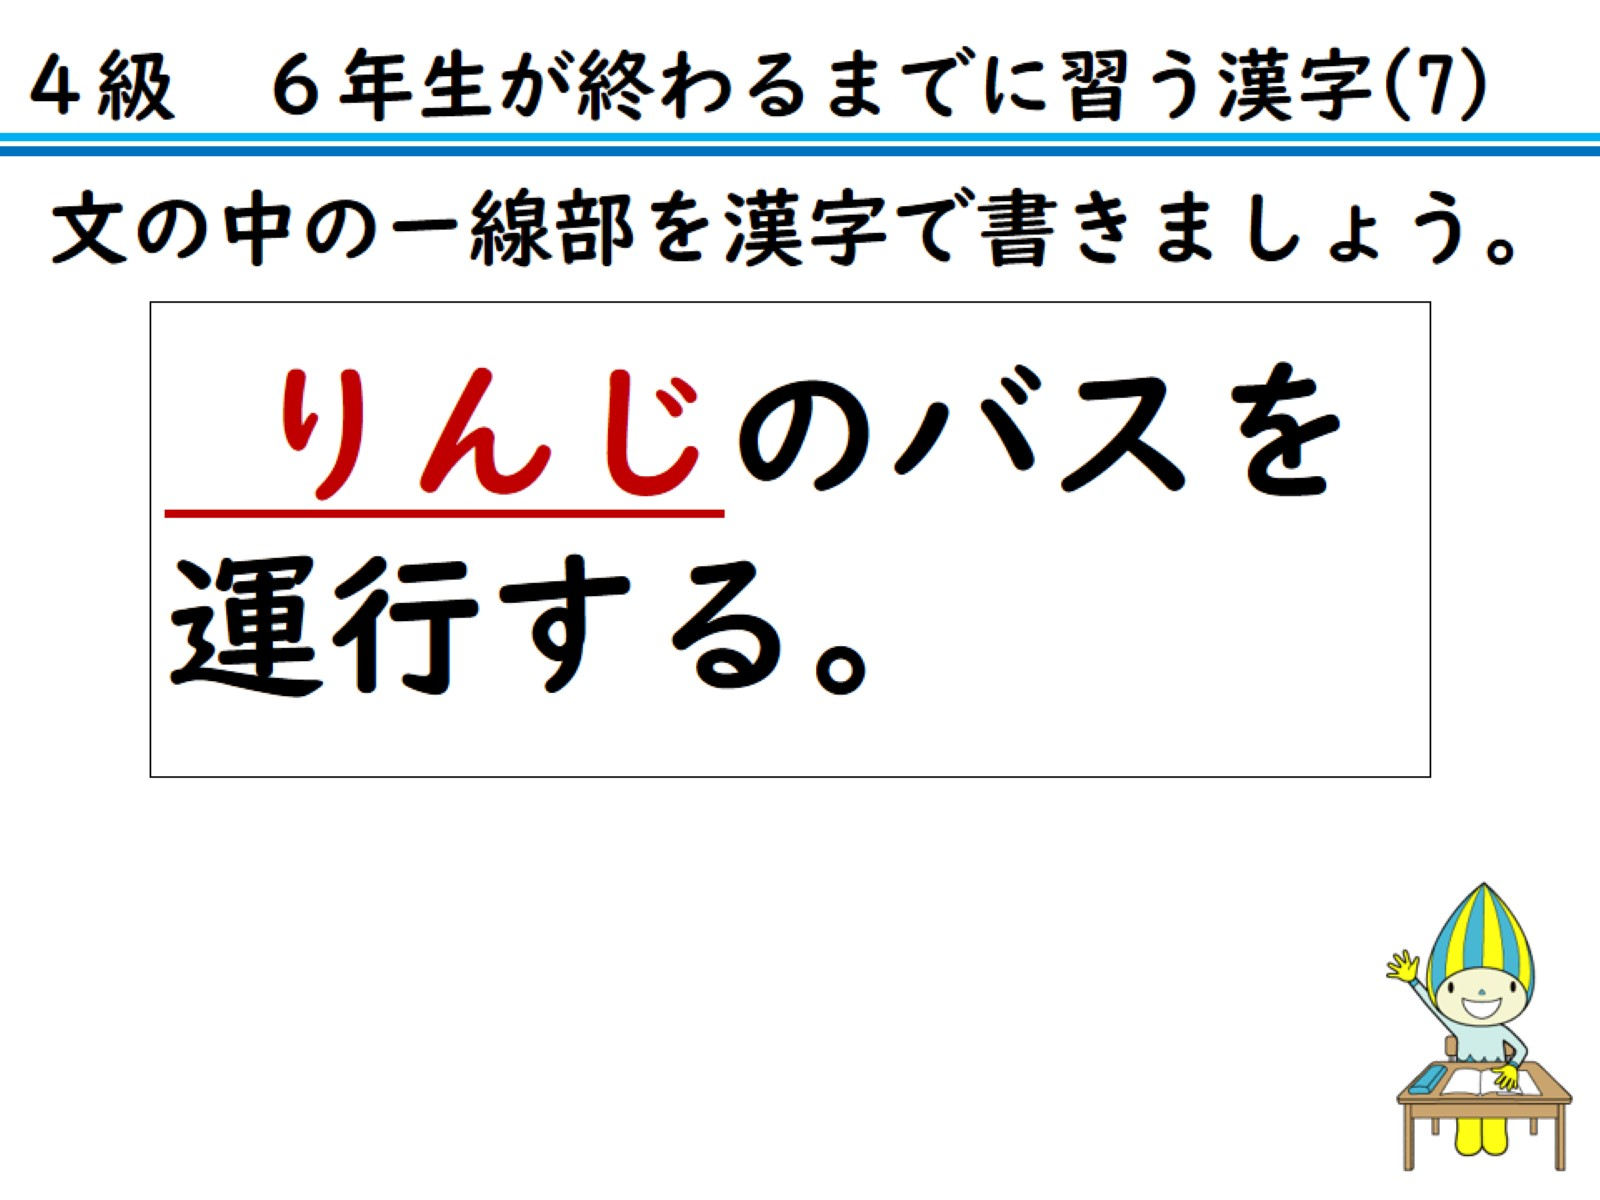 ４級　６年生が終わるまでに習う漢字(7)
文の中の―線部を漢字で書きましょう。
りんじのバスを
運行する。